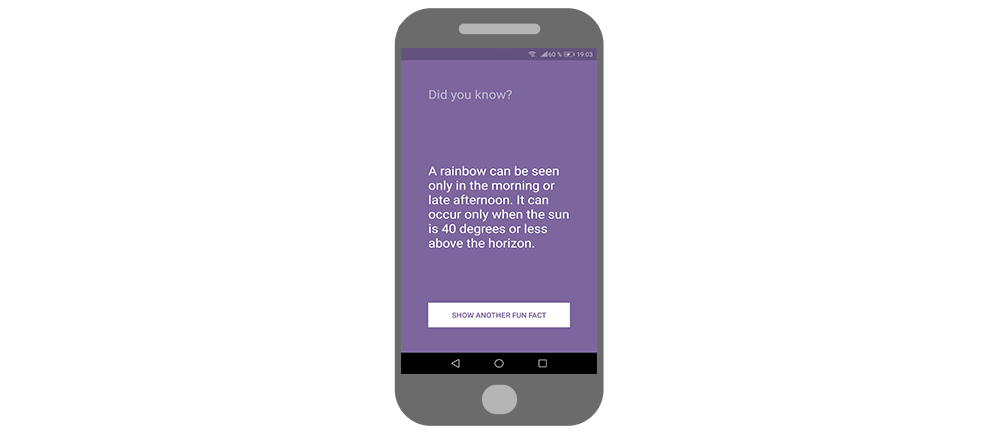 60 % 19:03
Did you know?
A rainbow can be seen
only in the morning or
late afternoon. It can
occur only when the sun
is 40 degrees or less
above the horizon.
SHOW ANOTHER FUN FACT